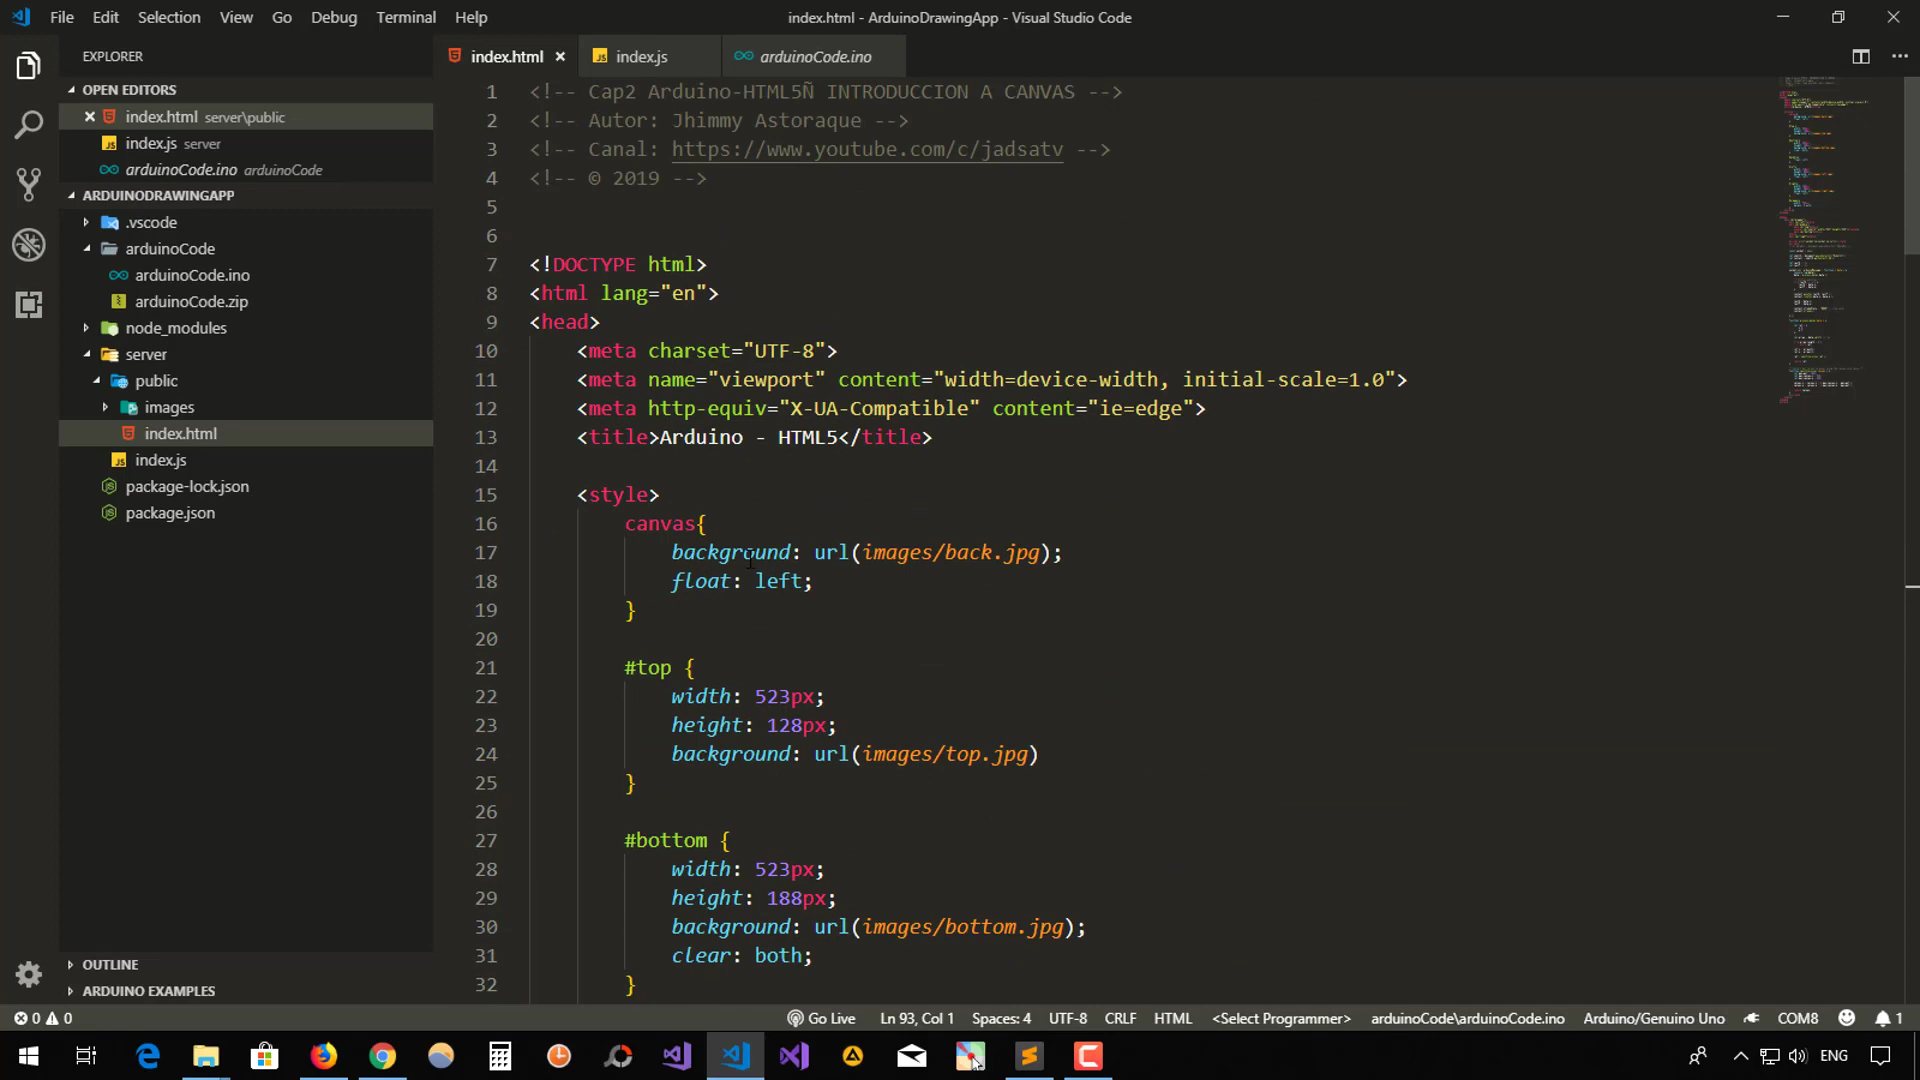 File Edit Selection View Go Debug Terminal Help
index.html - ArduinoDrawingApp - Visual Studio Code
EXPLORER
OPEN EDITORS
index.html server\public
index.js server
arduinoCode.ino arduinoCode
ARDUINODRAWINGAPP
.vscode
arduinoCode
arduinoCode.ino
arduinoCode.zip
node_modules
server
public
images
index.html
index.js
package-lock.json
package.json
OUTLINE
ARDUINO EXAMPLES
index.html
index.js
arduinoCode.ino
1 <!-- Cap2 Arduino-HTML5Ñ INTRODUCCION A CANVAS -->
2 <!-- Autor: Jhimmy Astoraque -->
3 <!-- Canal: https://www.youtube.com/c/jadsatv -->
4 <!-- © 2019 -->
5
6
7 <!DOCTYPE html>
8 <html lang="en">
9 <head>
10 <meta charset="UTF-8">
11 <meta name="viewport" content="width=device-width, initial-scale=1.0">
12 <meta http-equiv="X-UA-Compatible" content="ie=edge">
13 <title>Arduino - HTML5</title>
14
15 <style>
16 canvas{
17 background: url(images/back.jpg);
18 float: left;
19 }
20
21 #top {
22 width: 523px;
23 height: 128px;
24 background: url(images/top.jpg)
25 }
26
27 #bottom {
28 width: 523px;
29 height: 188px;
30 background: url(images/bottom.jpg);
31 clear: both;
32 }
0 0 Go Live Ln 93, Col 1 Spaces: 4 UTF-8 CRLF HTML <Select Programmer> arduinoCode\arduinoCode.ino Arduino/Genuino Uno COM8 1
ENG